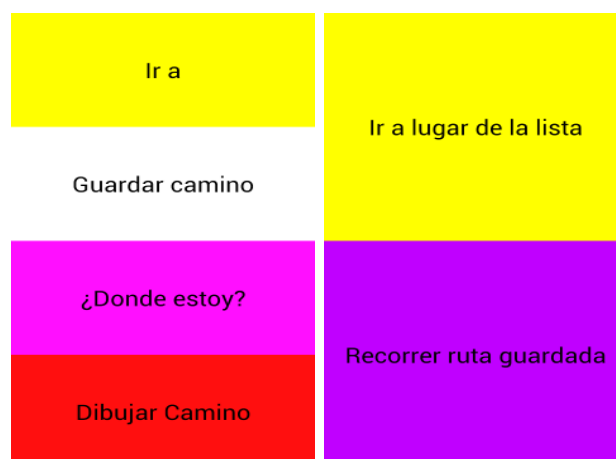 Ir a
Guardar camino
¿Donde estoy?
Dibujar Camino
Ir a lugar de la lista
Recorrer ruta guardada